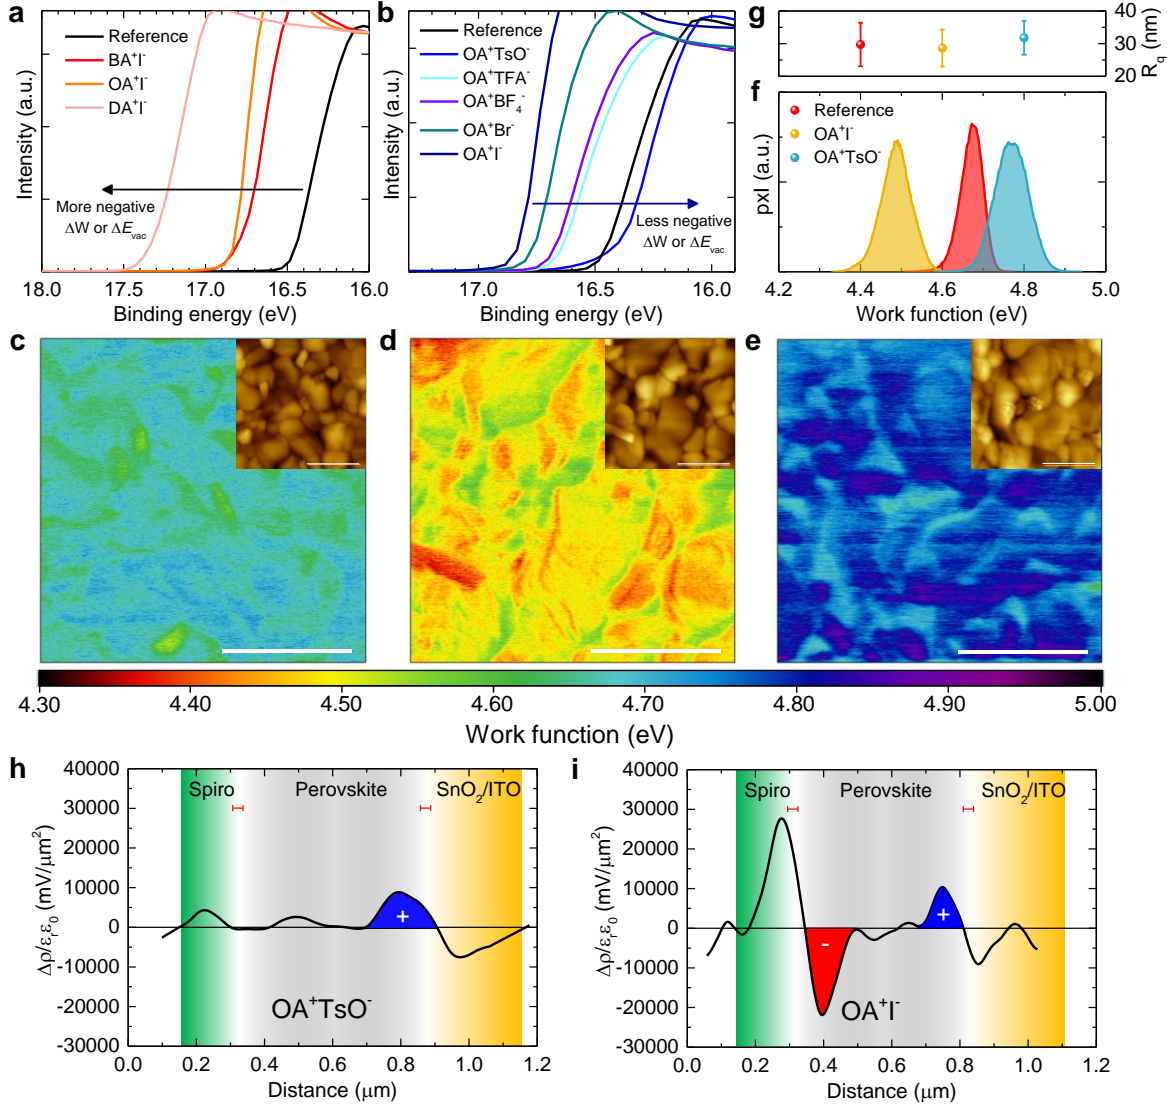 a
Intensity (a.u.)
Reference
BA⁺I⁻
OA⁺I⁻
DA⁺I⁻
More negative
ΔW or ΔE_vac
18.0 17.5 17.0 16.5 16.0
Binding energy (eV)
b
Intensity (a.u.)
Reference
OA⁺TsO⁻
OA⁺TFA⁻
OA⁺BF₄⁻
OA⁺Br⁻
OA⁺I⁻
Less negative
ΔW or ΔE_vac
17.0 16.5 16.0
Binding energy (eV)
g
40
30
20
R_q (nm)
f
pxl (a.u.)
Reference
OA⁺I⁻
OA⁺TsO⁻
4.2 4.4 4.6 4.8 5.0
Work function (eV)
c
d
e
4.30 4.40 4.50 4.60 4.70 4.80 4.90 5.00
Work function (eV)
h
Δρ/ε_rε₀ (mV/μm²)
40000
30000
20000
10000
0
-10000
-20000
-30000
Spiro Perovskite SnO₂/ITO
+
OA⁺TsO⁻
0.0 0.2 0.4 0.6 0.8 1.0 1.2
Distance (μm)
i
Δρ/ε_rε₀ (mV/μm²)
40000
30000
20000
10000
0
-10000
-20000
-30000
Spiro Perovskite SnO₂/ITO
+
-
OA⁺I⁻
0.0 0.2 0.4 0.6 0.8 1.0 1.2
Distance (μm)